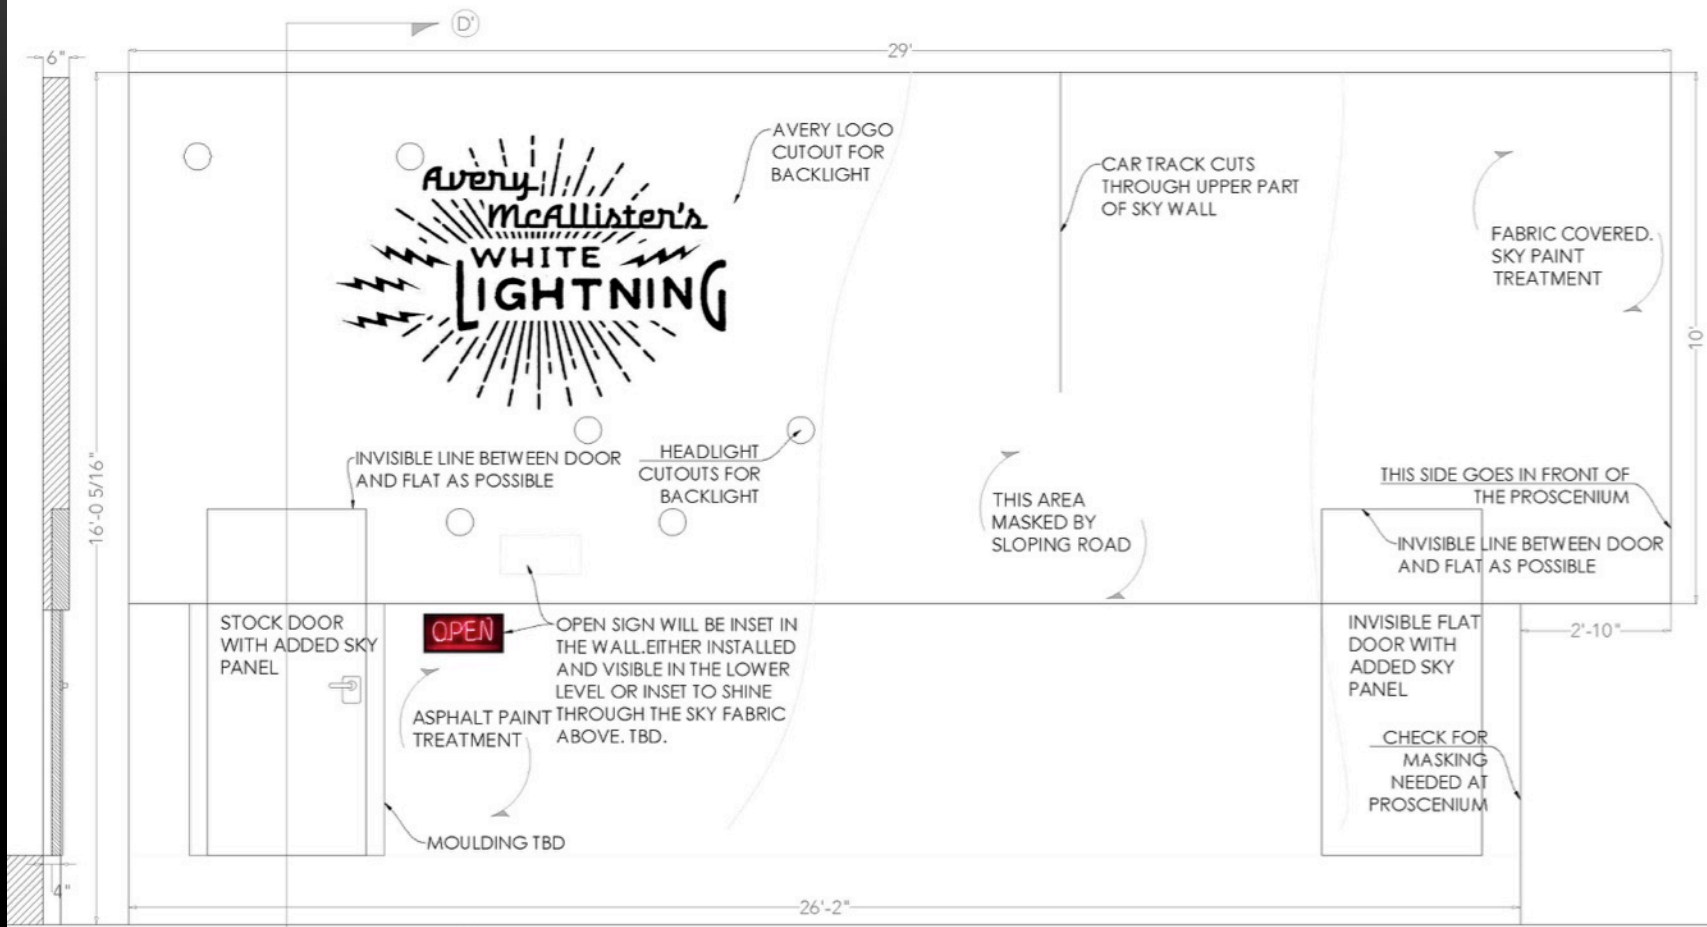 D'
29'
6"
AVERY LOGO
CUTOUT FOR
BACKLIGHT
Avery
McAllister's
WHITE
LIGHTNING
CAR TRACK CUTS
THROUGH UPPER PART
OF SKY WALL
FABRIC COVERED.
SKY PAINT
TREATMENT
10'
16'-0 5/16"
INVISIBLE LINE BETWEEN DOOR
AND FLAT AS POSSIBLE
HEADLIGHT
CUTOUTS FOR
BACKLIGHT
THIS AREA
MASKED BY
SLOPING ROAD
THIS SIDE GOES IN FRONT OF
THE PROSCENIUM
INVISIBLE LINE BETWEEN DOOR
AND FLAT AS POSSIBLE
STOCK DOOR
WITH ADDED SKY
PANEL
OPEN
OPEN SIGN WILL BE INSET IN
THE WALL.EITHER INSTALLED
AND VISIBLE IN THE LOWER
LEVEL OR INSET TO SHINE
THROUGH THE SKY FABRIC
ABOVE. TBD.
INVISIBLE FLAT
DOOR WITH
ADDED SKY
PANEL
2'-10"
ASPHALT PAINT
TREATMENT
CHECK FOR
MASKING
NEEDED AT
PROSCENIUM
MOULDING TBD
4"
26'-2"